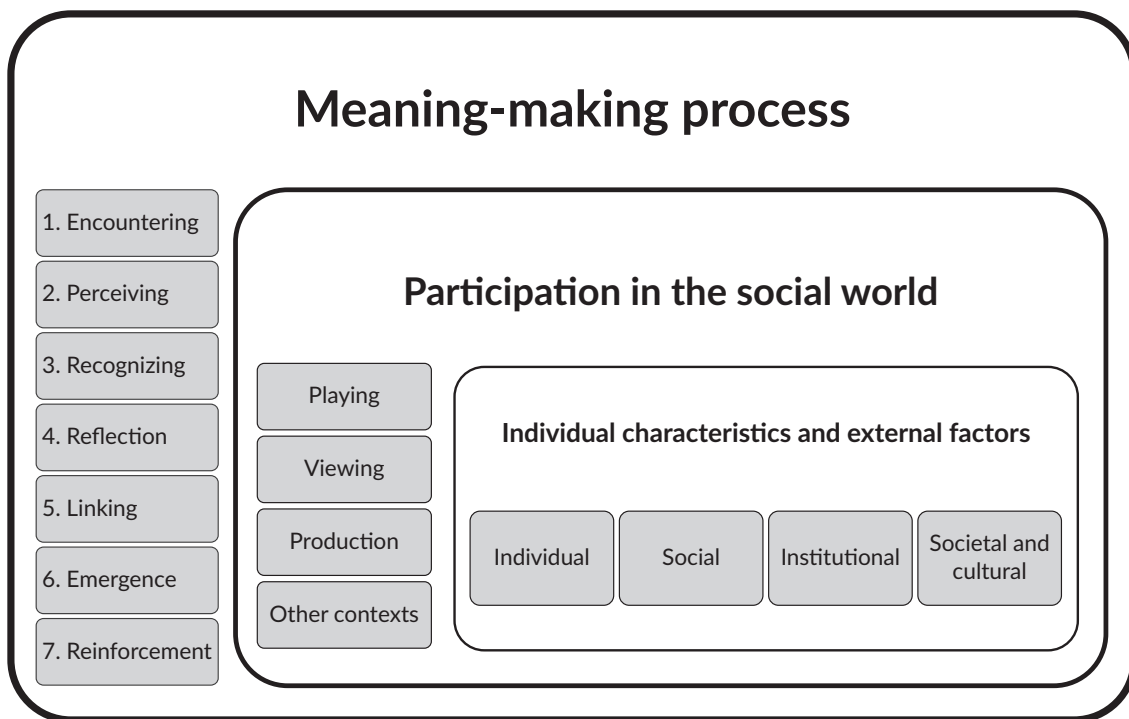 Meaning-making process
1. Encountering
2. Perceiving
3. Recognizing
4. Reflection
5. Linking
6. Emergence
7. Reinforcement
Participation in the social world
Playing
Viewing
Production
Other contexts
Individual characteristics and external factors
Individual
Social
Institutional
Societal and
cultural